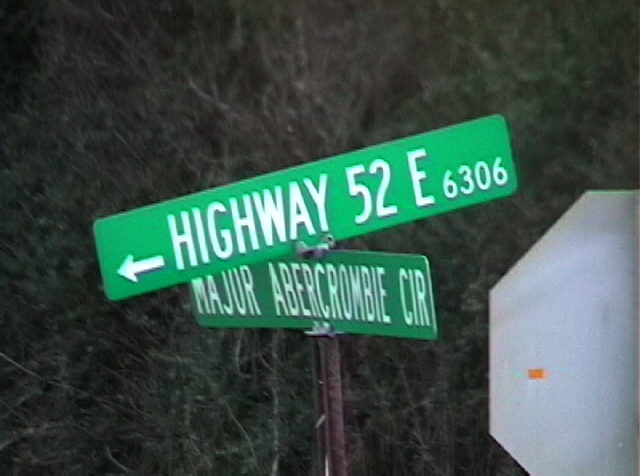 ← HIGHWAY 52 E 6306
MAJOR ABERCROMBIE CIR